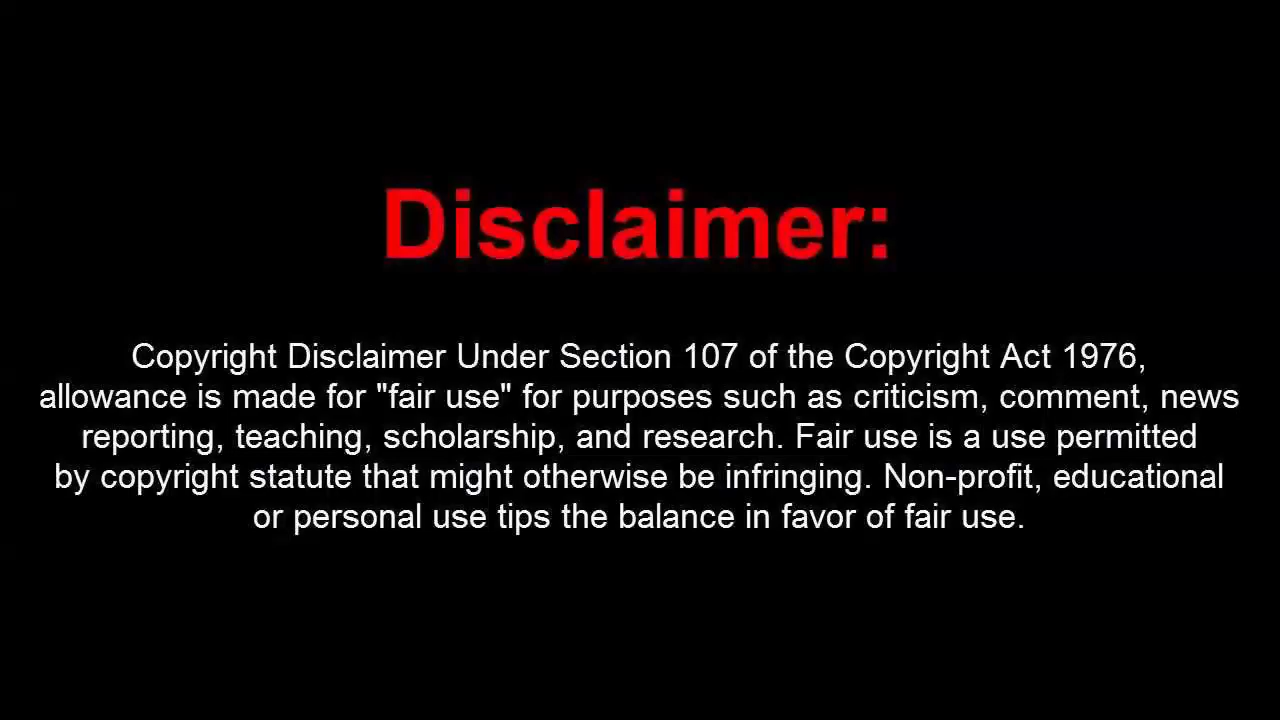 Disclaimer:
Copyright Disclaimer Under Section 107 of the Copyright Act 1976,
allowance is made for "fair use" for purposes such as criticism, comment, news
reporting, teaching, scholarship, and research. Fair use is a use permitted
by copyright statute that might otherwise be infringing. Non-profit, educational
or personal use tips the balance in favor of fair use.